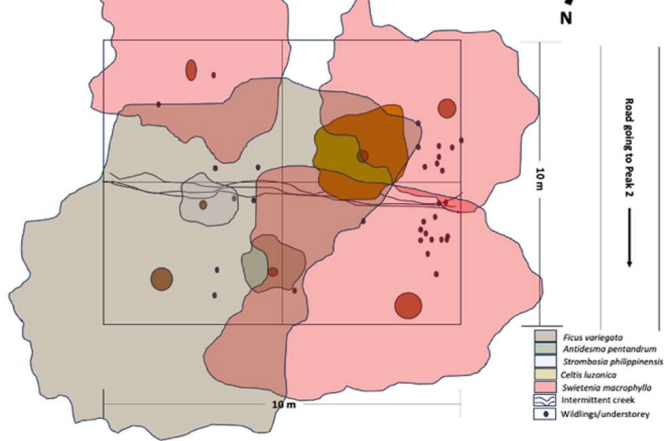 N
Road going to Peak 2
10 m
Ficus variegata
Antidesma pentandrum
Strombosia philippinensis
Celtis luzonica
Swietenia macrophylla
Intermittent creek
Wildlings/understorey
10 m